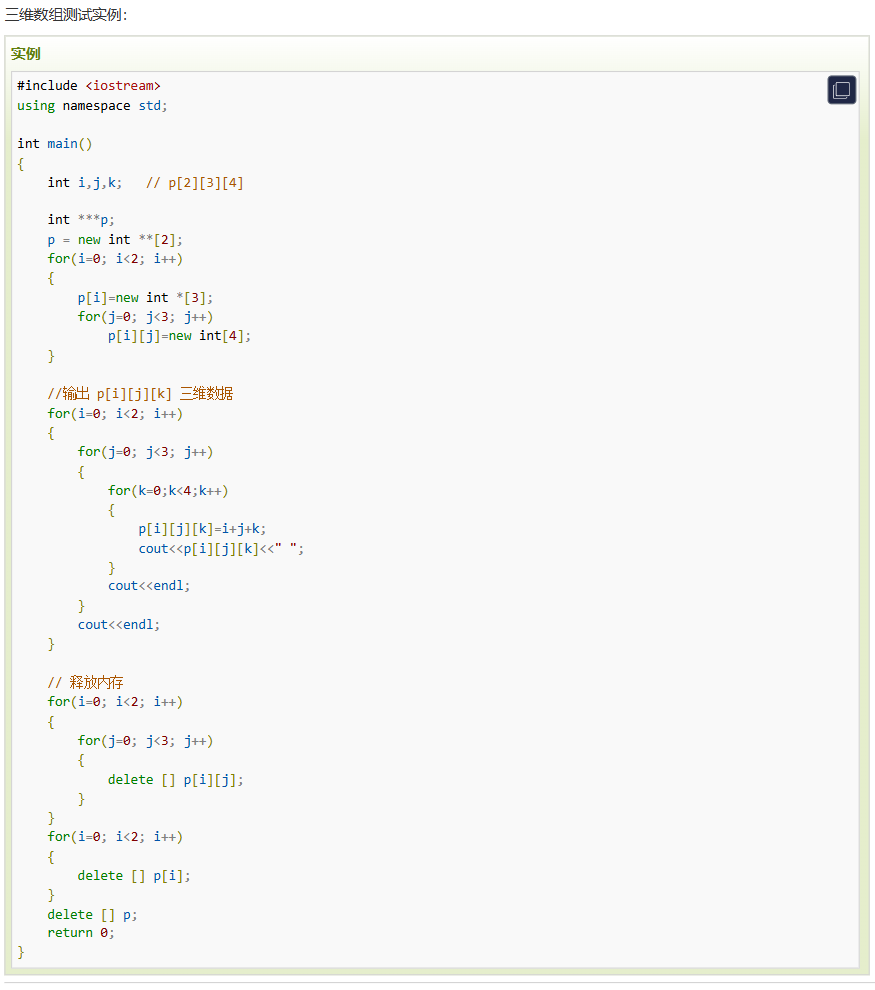 三维数组测试实例:
实例
#include <iostream>
using namespace std;
int main()
{
    int i,j,k;   // p[2][3][4]
    int ***p;
    p = new int **[2];
    for(i=0; i<2; i++)
    {
        p[i]=new int *[3];
        for(j=0; j<3; j++)
            p[i][j]=new int[4];
    }
    //输出 p[i][j][k] 三维数据
    for(i=0; i<2; i++)
    {
        for(j=0; j<3; j++)
        {
            for(k=0;k<4;k++)
            {
                p[i][j][k]=i+j+k;
                cout<<p[i][j][k]<<" ";
            }
            cout<<endl;
        }
        cout<<endl;
    }
    // 释放内存
    for(i=0; i<2; i++)
    {
        for(j=0; j<3; j++)
        {
            delete [] p[i][j];
        }
    }
    for(i=0; i<2; i++)
    {
        delete [] p[i];
    }
    delete [] p;
    return 0;
}